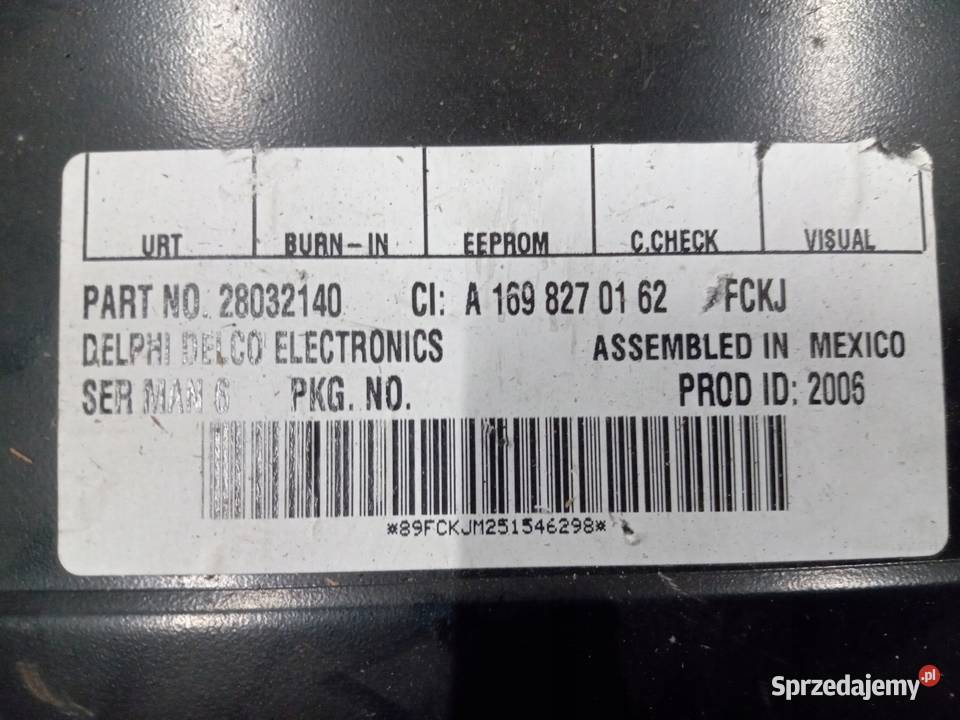 URT BURN-IN EEPROM C.CHECK VISUAL
PART NO. 28032140 CI: A 169 827 01 62 FCKJ
DELPHI DELCO ELECTRONICS ASSEMBLED IN MEXICO
SER MAN 6 PKG. NO. PROD ID: 2006
*89FCKJM251546298*
Sprzedajemy.pl